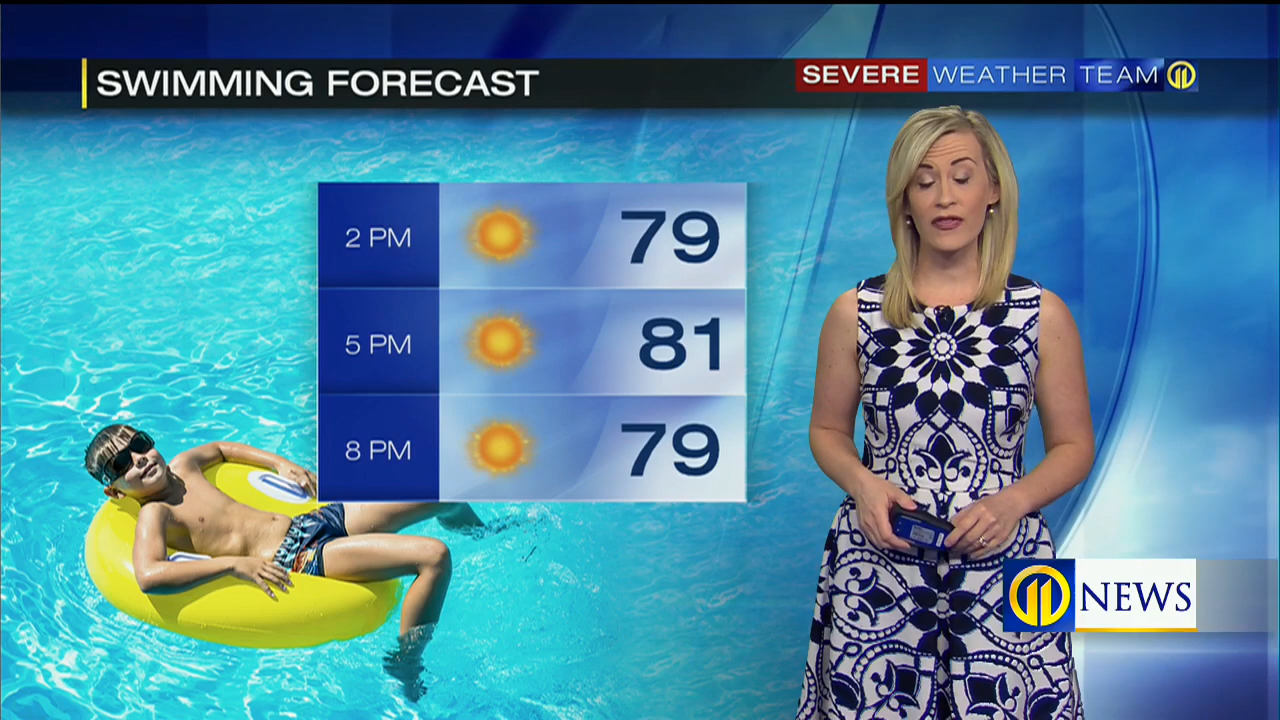 SWIMMING FORECAST
SEVERE WEATHER TEAM 11
2 PM 79
5 PM 81
8 PM 79
11 NEWS